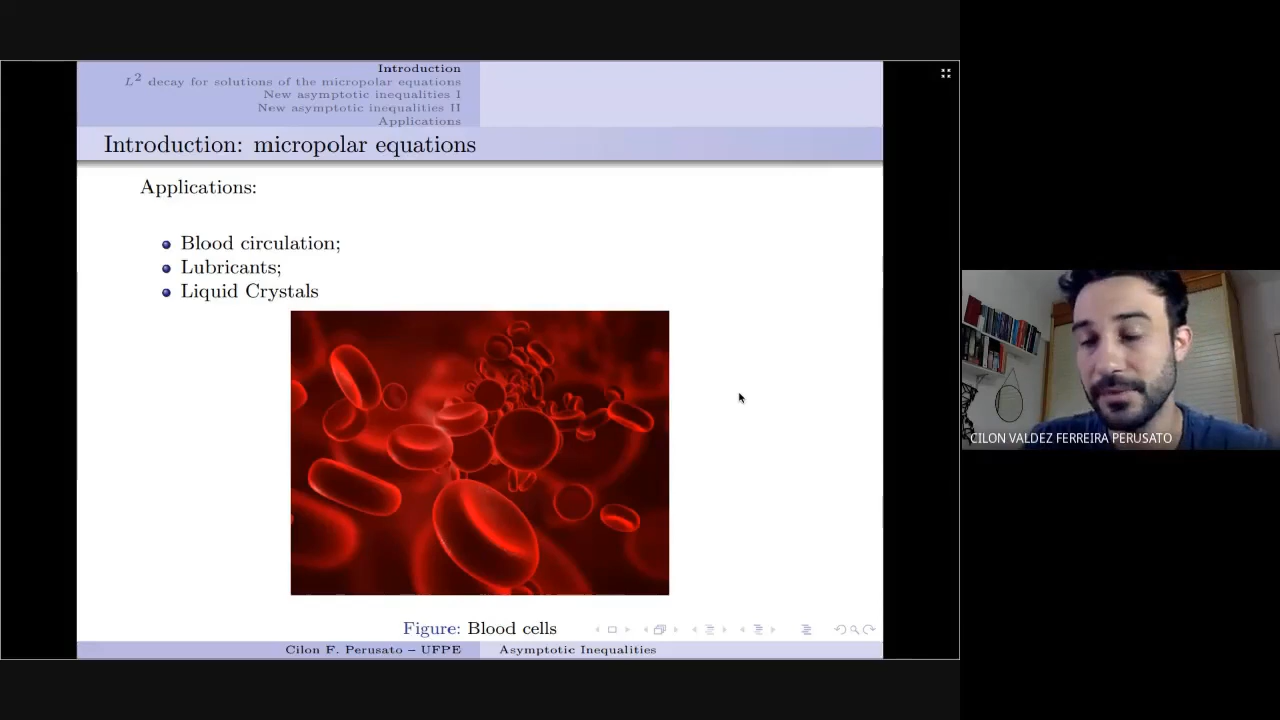 Introduction
L² decay for solutions of the micropolar equations
New asymptotic inequalities I
New asymptotic inequalities II
Applications
Introduction: micropolar equations
Applications:
Blood circulation;
Lubricants;
Liquid Crystals
Figure: Blood cells
Cilon F. Perusato – UFPE
Asymptotic Inequalities
CILON VALDEZ FERREIRA PERUSATO